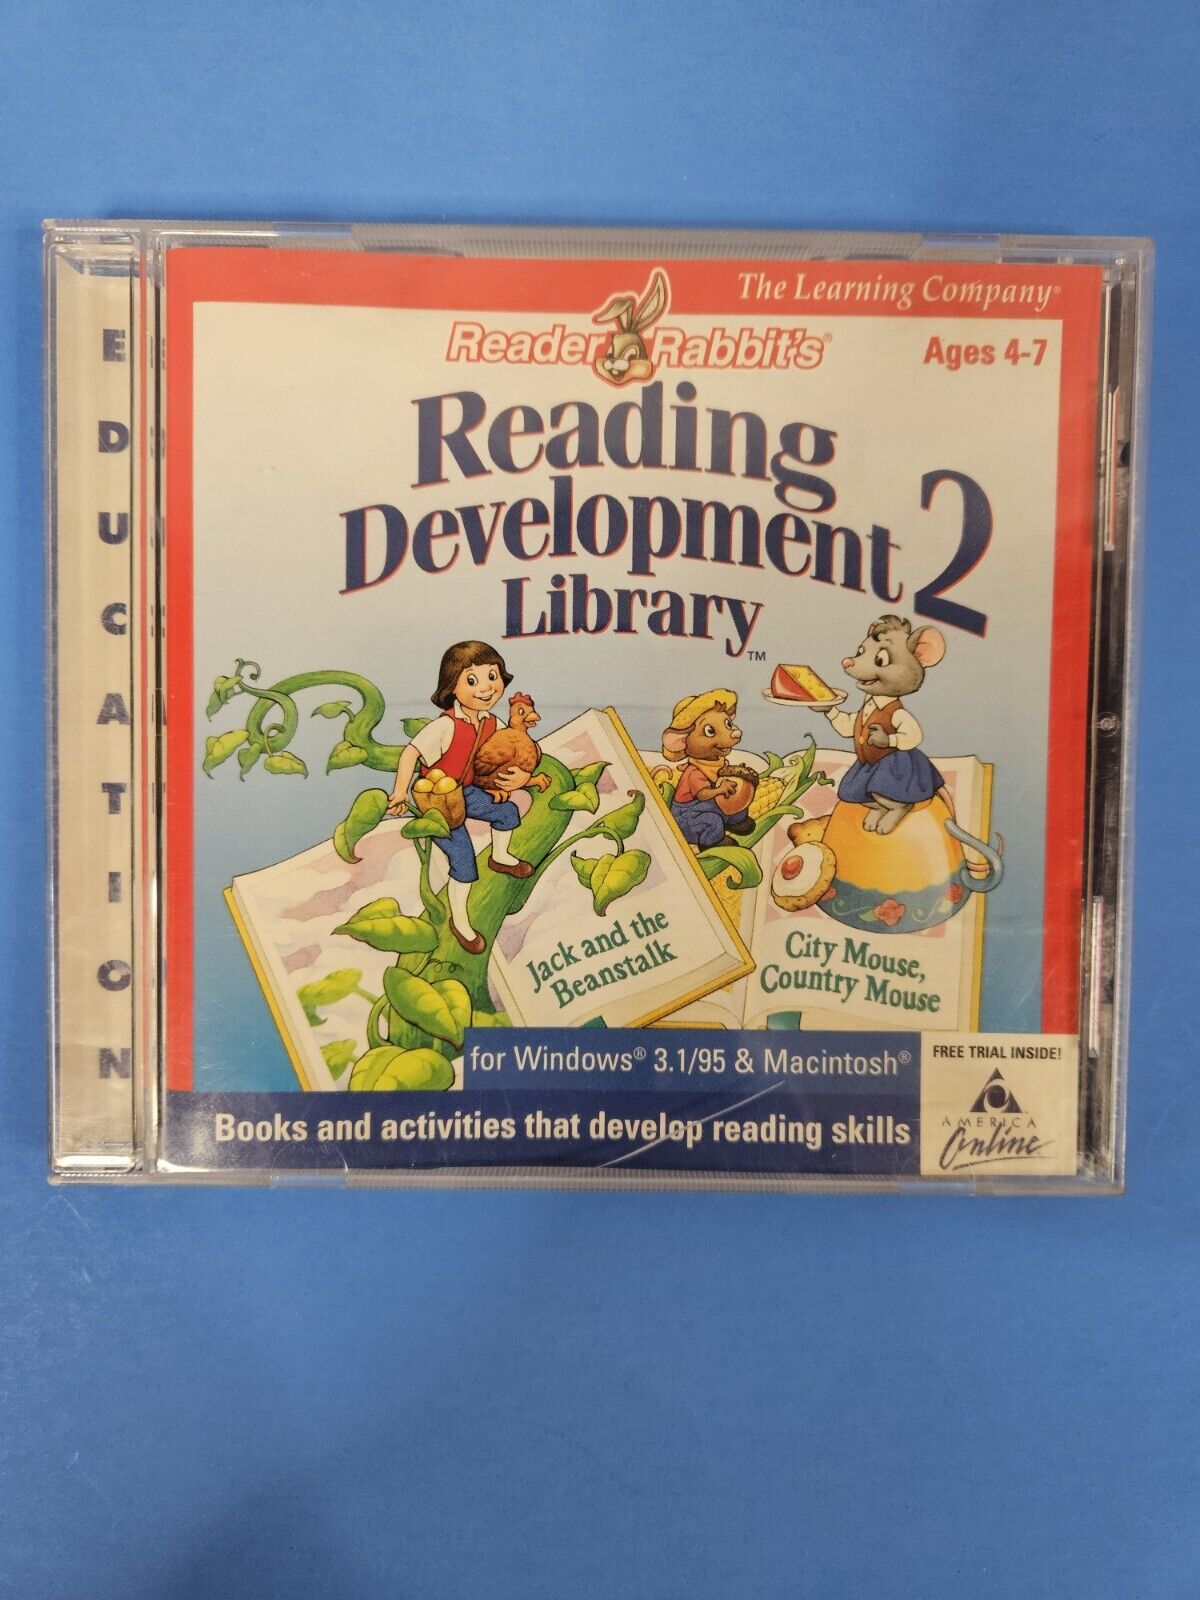 EDUCATION
The Learning Company®
Reader Rabbit's®
Ages 4-7
Reading
Development 2
Library™
Jack and the
Beanstalk
City Mouse,
Country Mouse
for Windows® 3.1/95 & Macintosh®
FREE TRIAL INSIDE!
AMERICA
Online
Books and activities that develop reading skills